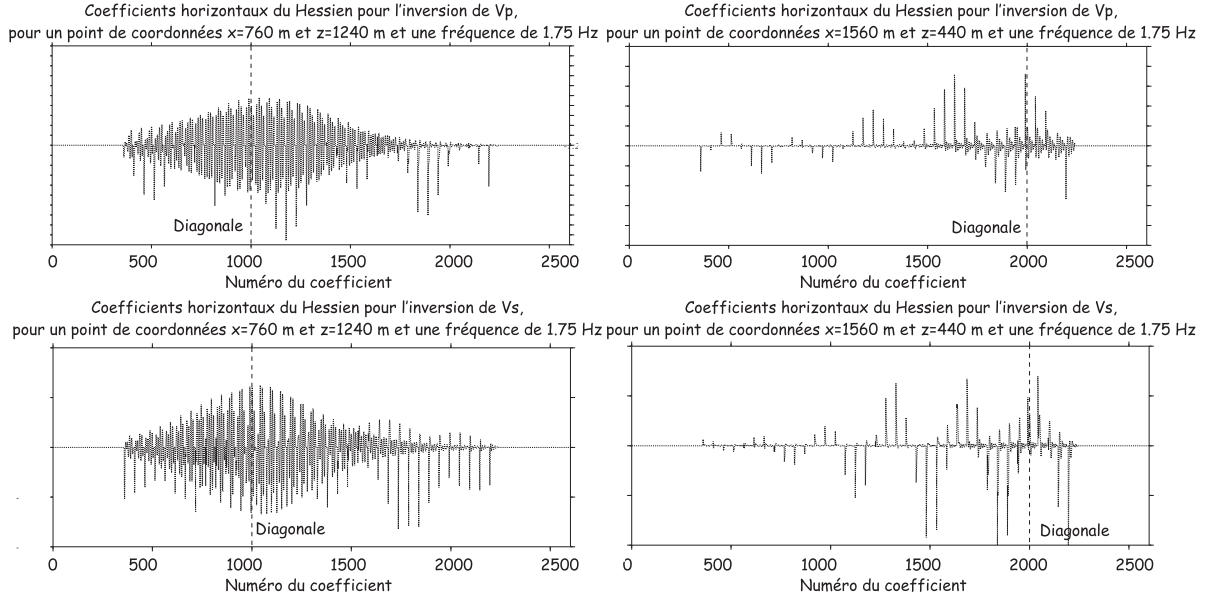 Coefficients horizontaux du Hessien pour l'inversion de Vp,
pour un point de coordonnées x=760 m et z=1240 m et une fréquence de 1.75 Hz
Diagonale
0 500 1000 1500 2000 2500
Numéro du coefficient
Coefficients horizontaux du Hessien pour l'inversion de Vp,
pour un point de coordonnées x=1560 m et z=440 m et une fréquence de 1.75 Hz
Diagonale
0 500 1000 1500 2000 2500
Numéro du coefficient
Coefficients horizontaux du Hessien pour l'inversion de Vs,
pour un point de coordonnées x=760 m et z=1240 m et une fréquence de 1.75 Hz
Diagonale
0 500 1000 1500 2000 2500
Numéro du coefficient
Coefficients horizontaux du Hessien pour l'inversion de Vs,
pour un point de coordonnées x=1560 m et z=440 m et une fréquence de 1.75 Hz
Diagonale
0 500 1000 1500 2000 2500
Numéro du coefficient